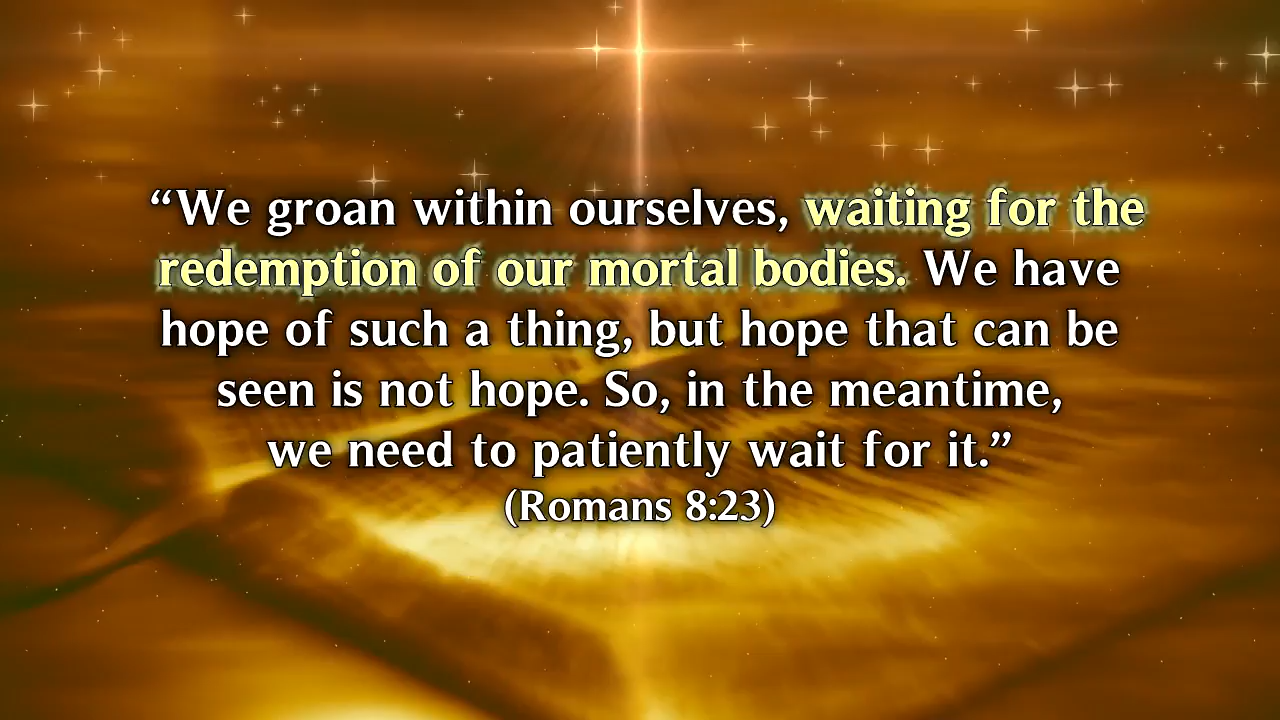 “We groan within ourselves, waiting for the
redemption of our mortal bodies. We have
hope of such a thing, but hope that can be
seen is not hope. So, in the meantime,
we need to patiently wait for it.”
(Romans 8:23)